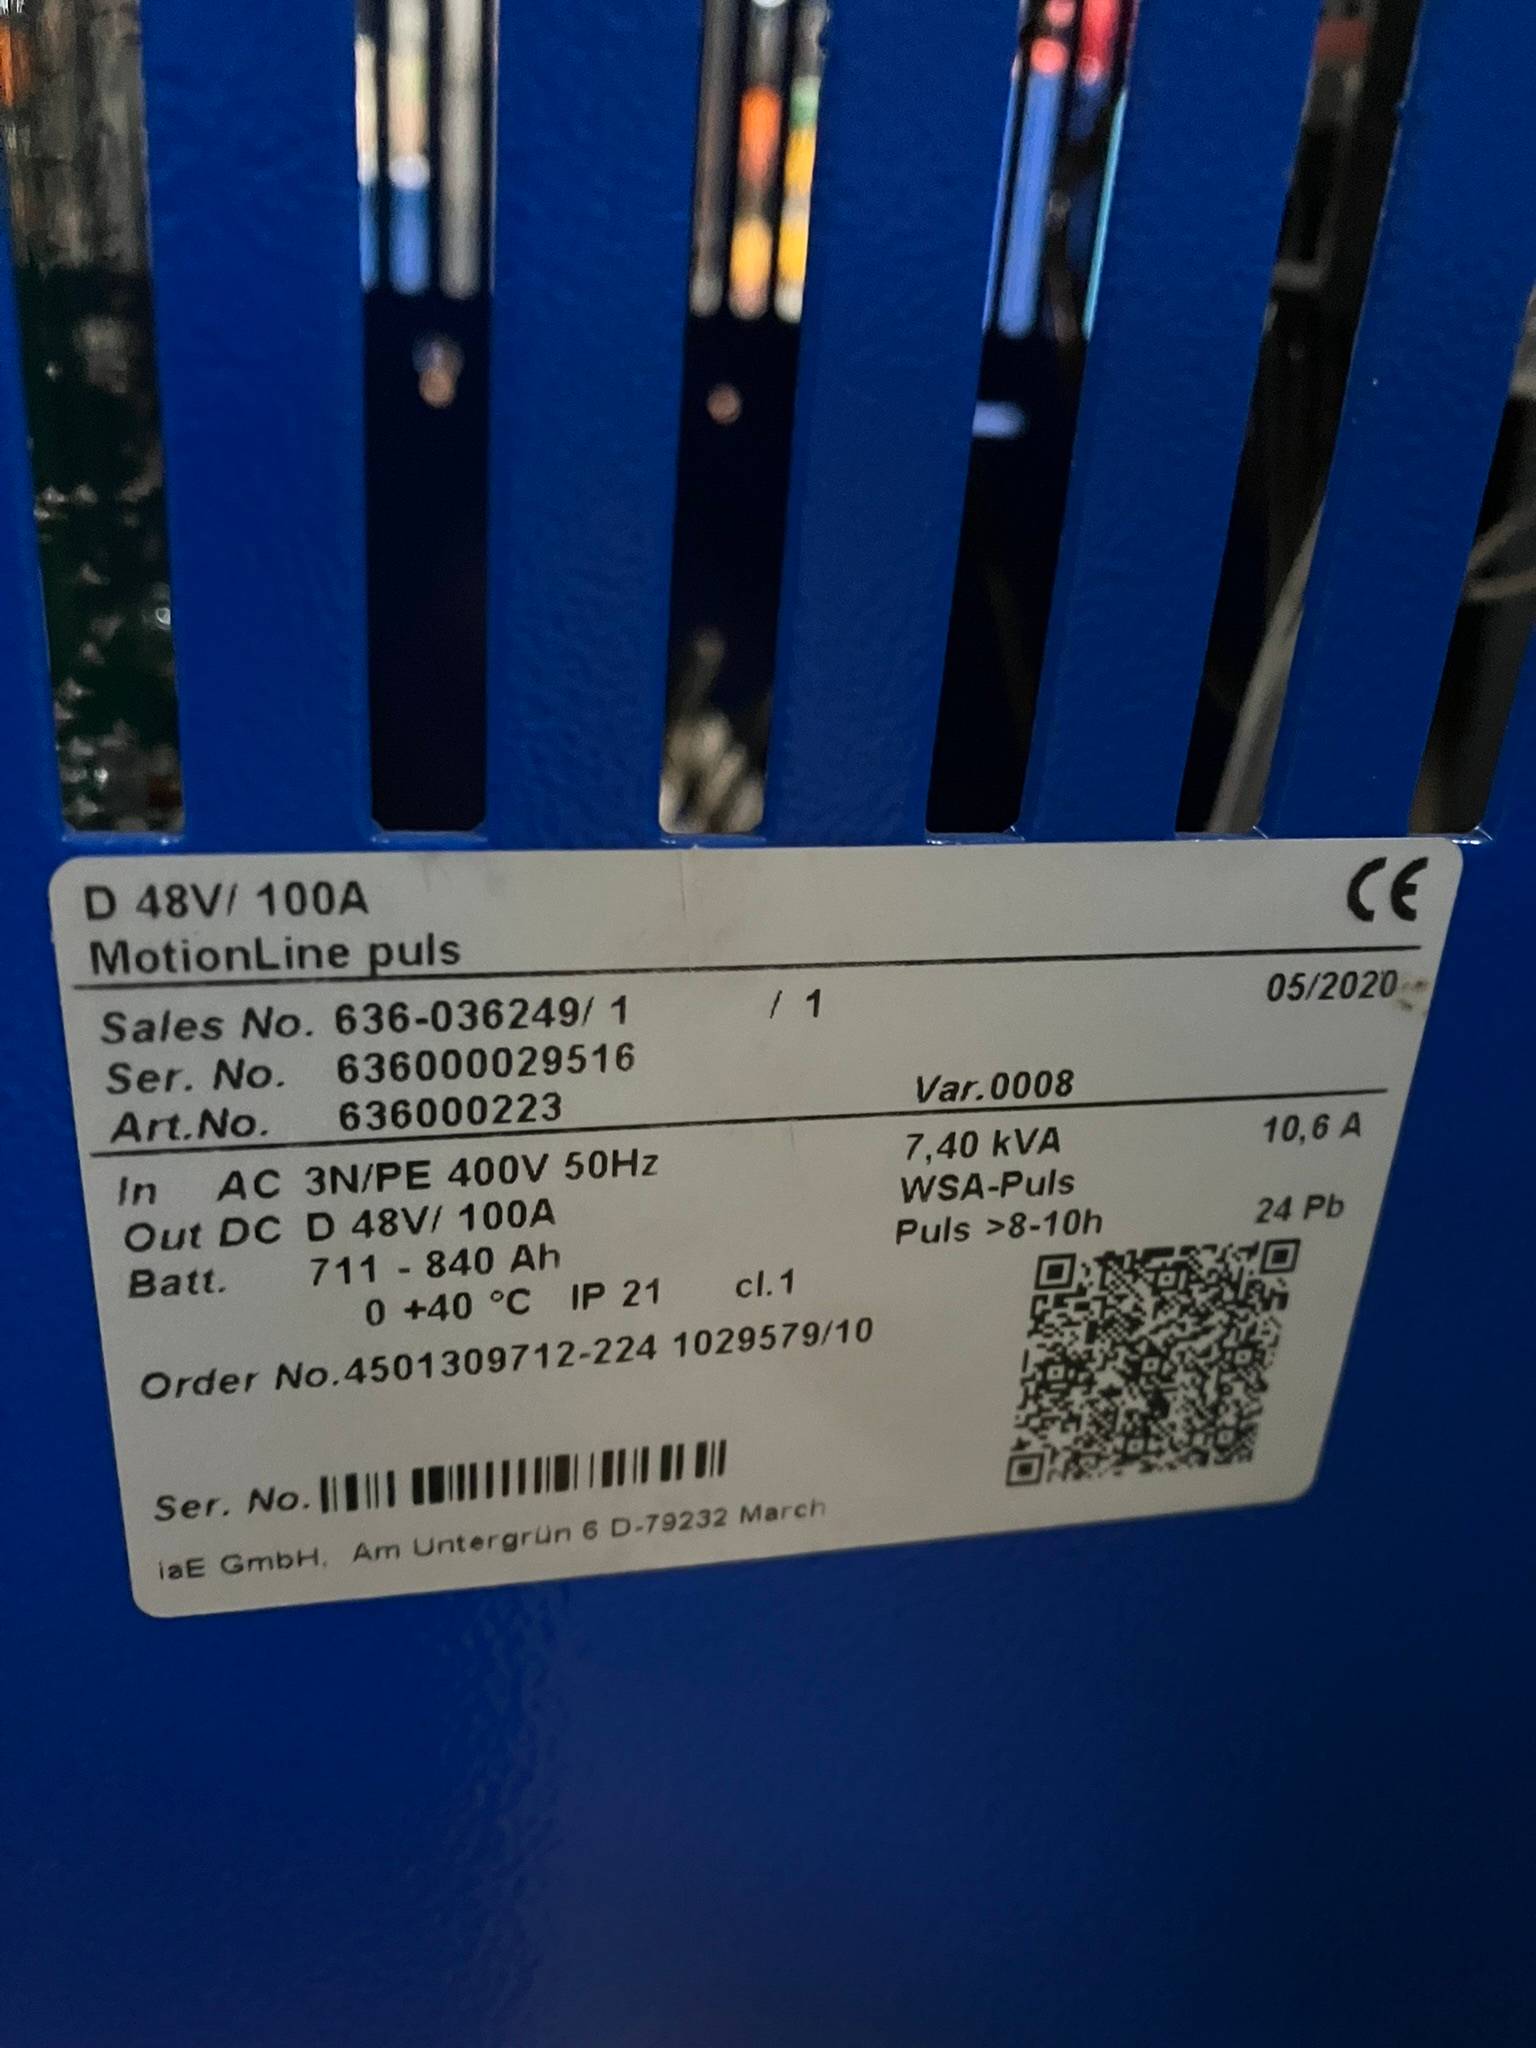 D 48V/ 100A
CE
MotionLine puls
Sales No. 636-036249/ 1 / 1 05/2020
Ser. No. 636000029516
Art.No. 636000223 Var.0008
In AC 3N/PE 400V 50Hz 7,40 kVA 10,6 A
Out DC D 48V/ 100A WSA-Puls
Batt. 711 - 840 Ah Puls >8-10h 24 Pb
0 +40 °C IP 21 cl.1
Order No.4501309712-224 1029579/10
Ser. No.
iaE GmbH, Am Untergrün 6 D-79232 March